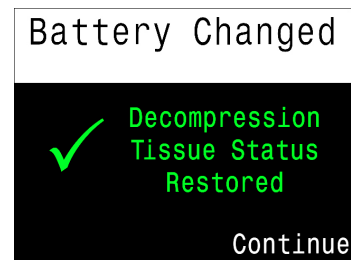 Battery Changed
Decompression
Tissue Status
Restored
Continue